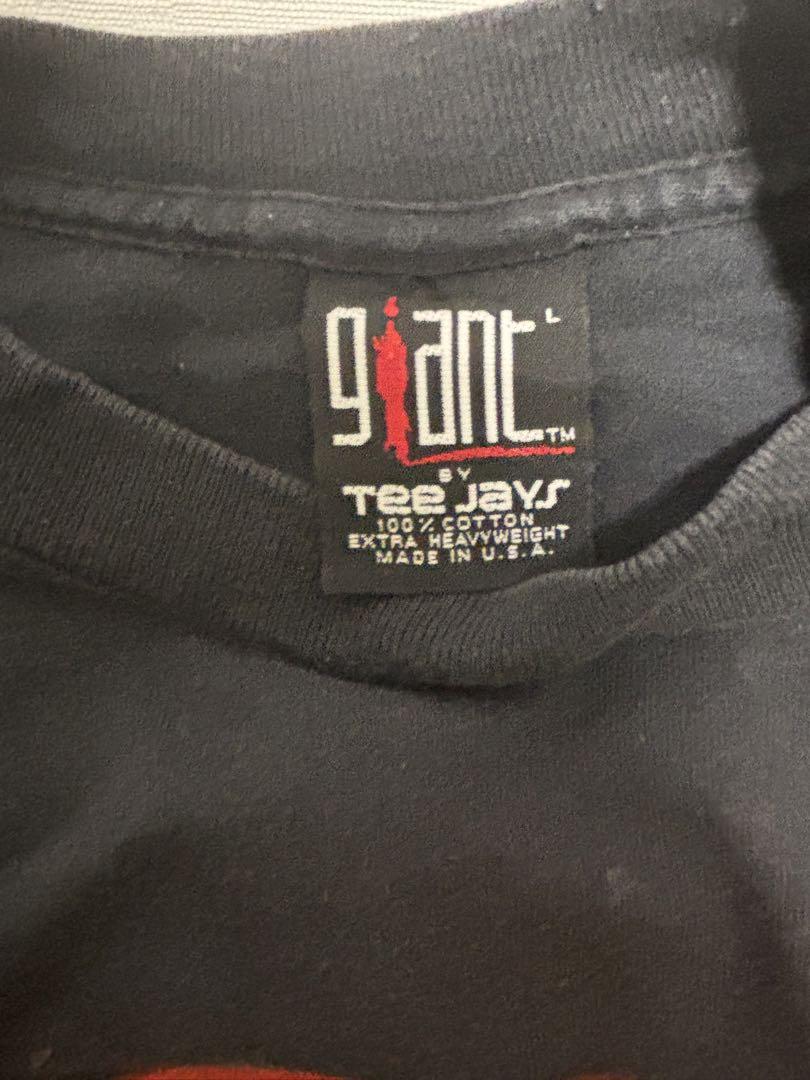 giant L
TM
BY
Tee Jays
100% COTTON
EXTRA HEAVYWEIGHT
MADE IN U.S.A.